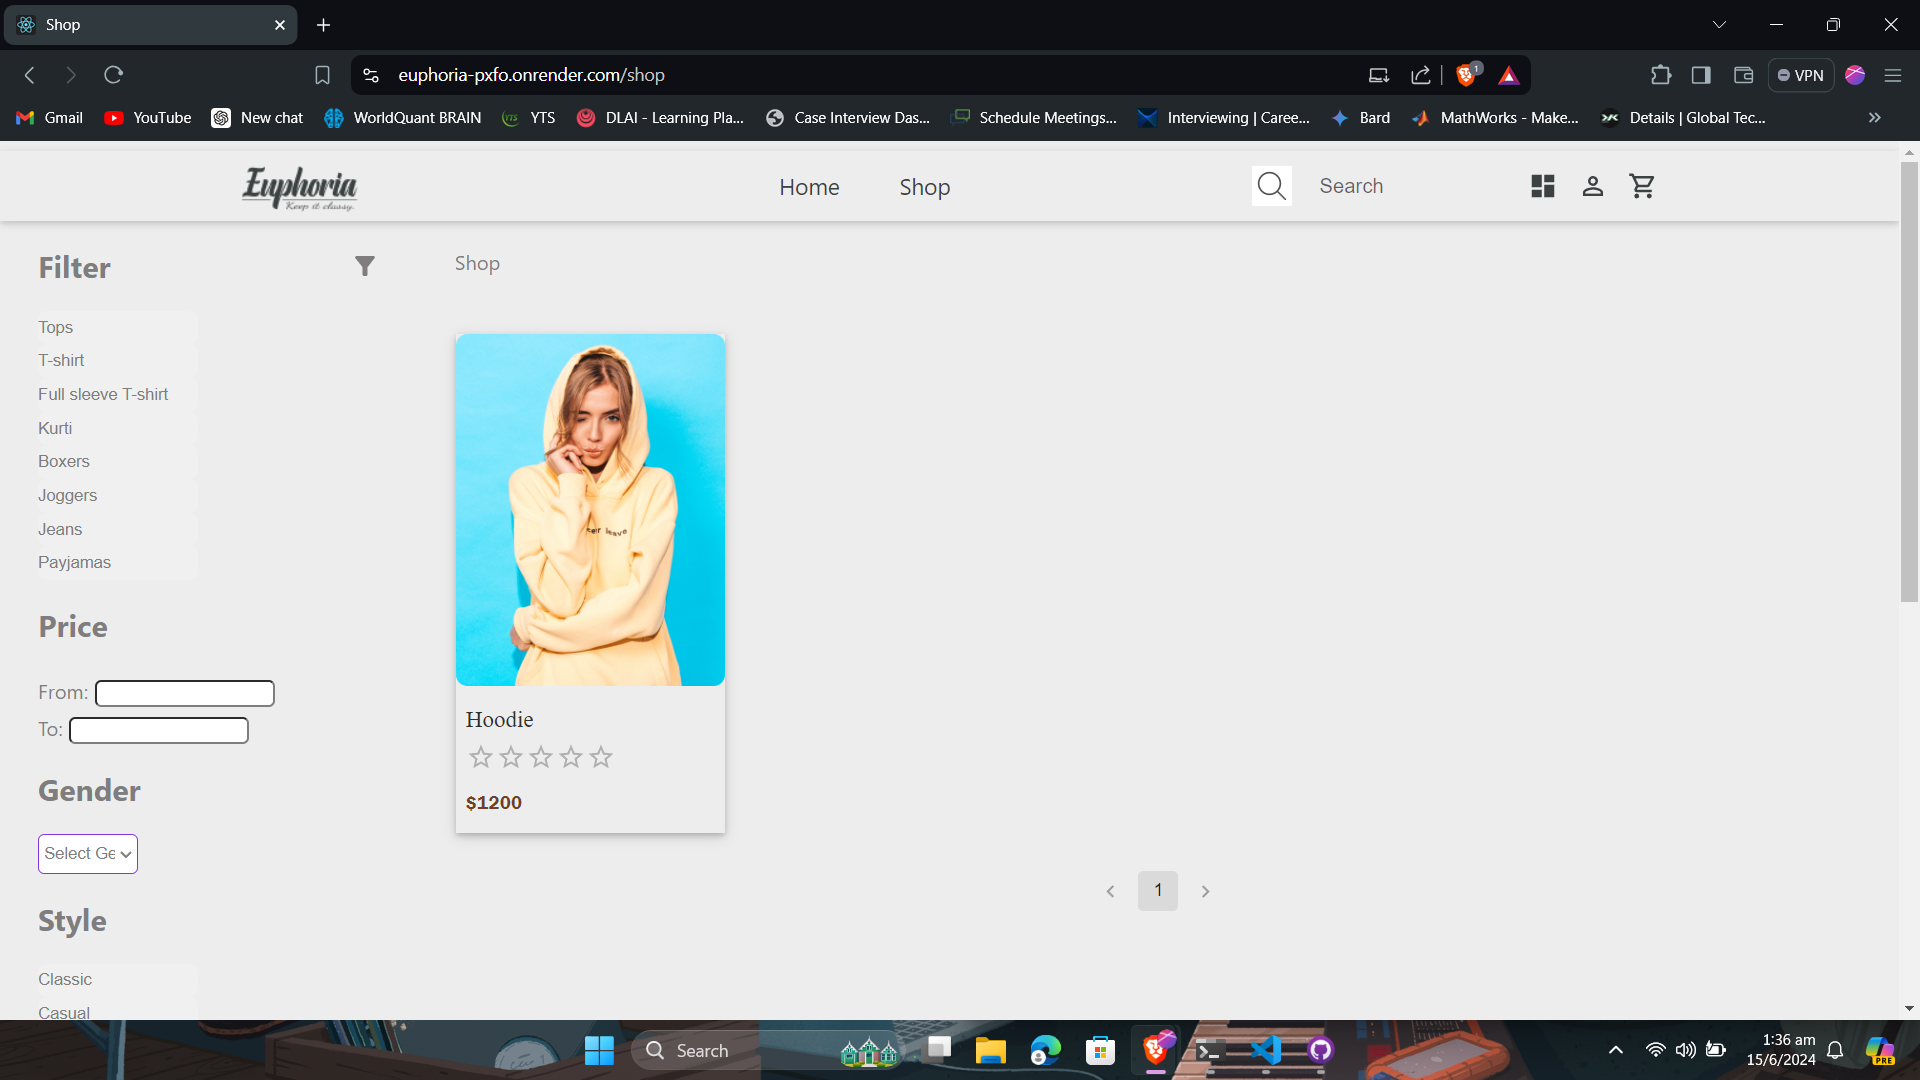 Shop
euphoria-pxfo.onrender.com/shop
1
VPN
Gmail
YouTube
New chat
WorldQuant BRAIN
YTS
DLAI - Learning Pla...
Case Interview Das...
Schedule Meetings...
Interviewing | Caree...
Bard
MathWorks - Make...
Details | Global Tec...
Euphoria
Keep it classy.
Home
Shop
Search
Filter
Shop
Tops
T-shirt
Full sleeve T-shirt
Kurti
Boxers
Joggers
Jeans
Payjamas
Price
From:
To:
Gender
Select Ge
Style
Classic
Casual
Hoodie
$1200
1
Search
1:36 am
15/6/2024
PRE